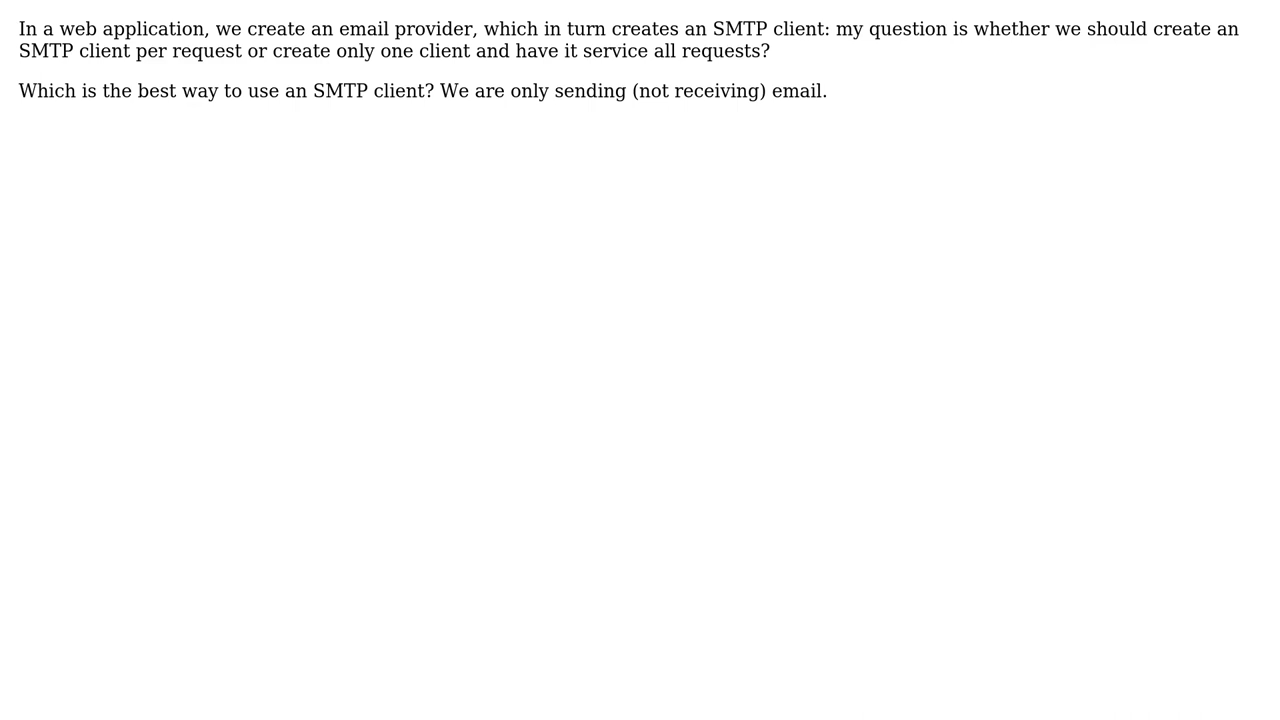 In a web application, we create an email provider, which in turn creates an SMTP client: my question is whether we should create an
SMTP client per request or create only one client and have it service all requests?
Which is the best way to use an SMTP client? We are only sending (not receiving) email.